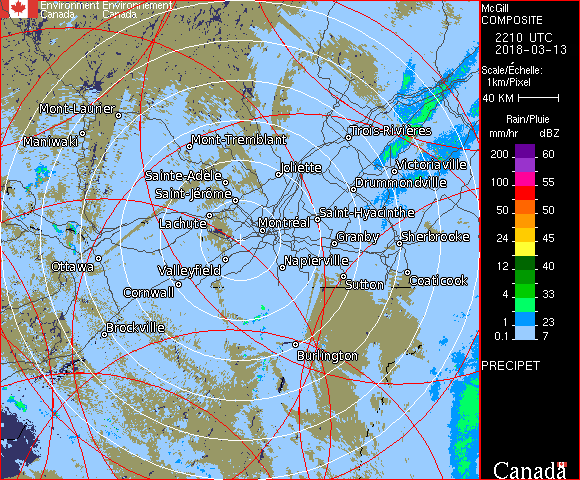 Environment Environnement
Canada Canada
McGill
COMPOSITE
2210 UTC
2018-03-13
Scale/Échelle:
1km/Pixel
40 KM
Rain/Pluie
mm/hr dBZ
200 60
100 55
50 50
24 45
12 40
4 33
1 23
0.1 7
PRECIPET
Canada
Mont-Laurier
Maniwaki
Mont-Tremblant
Trois-Rivières
Sainte-Adèle
Joliette
Victoriaville
Saint-Jérôme
Drummondville
Lachute
Montréal
Saint-Hyacinthe
Granby
Sherbrooke
Ottawa
Valleyfield
Napierville
Cornwall
Sutton
Coaticook
Brockville
Burlington